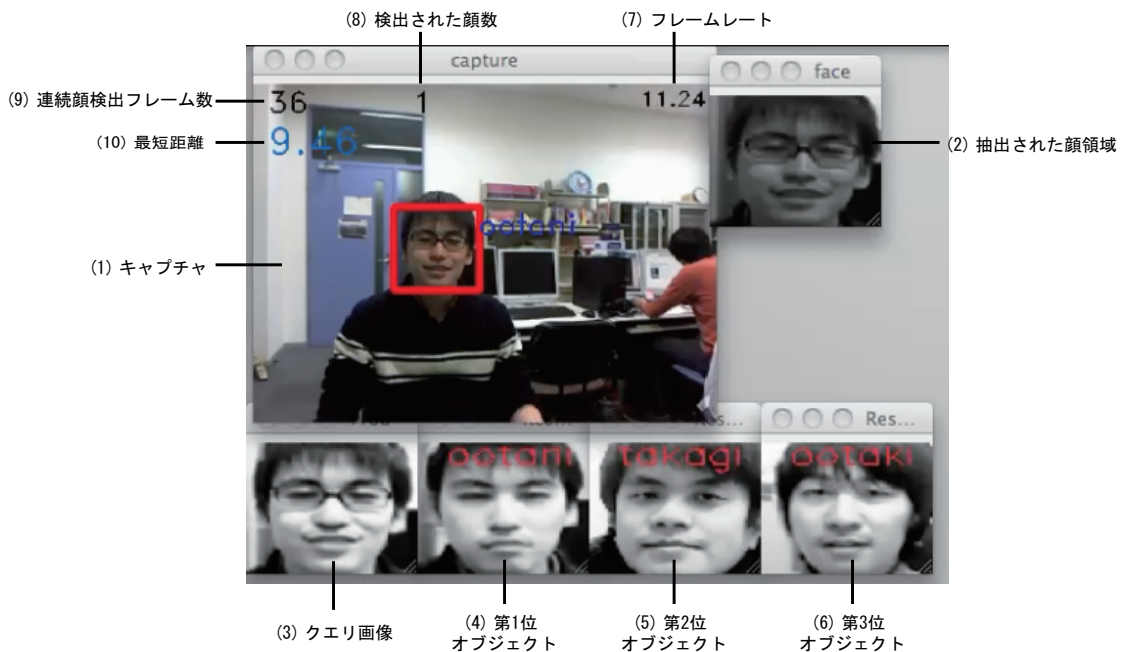 (8) 検出された顔数
(7) フレームレート
capture
face
(9) 連続顔検出フレーム数
36
1
11.24
(10) 最短距離
9.46
(2) 抽出された顔領域
ootani
(1) キャプチャ
Res...
Res...
ootani
takagi
ootaki
(3) クエリ画像
(4) 第1位
オブジェクト
(5) 第2位
オブジェクト
(6) 第3位
オブジェクト